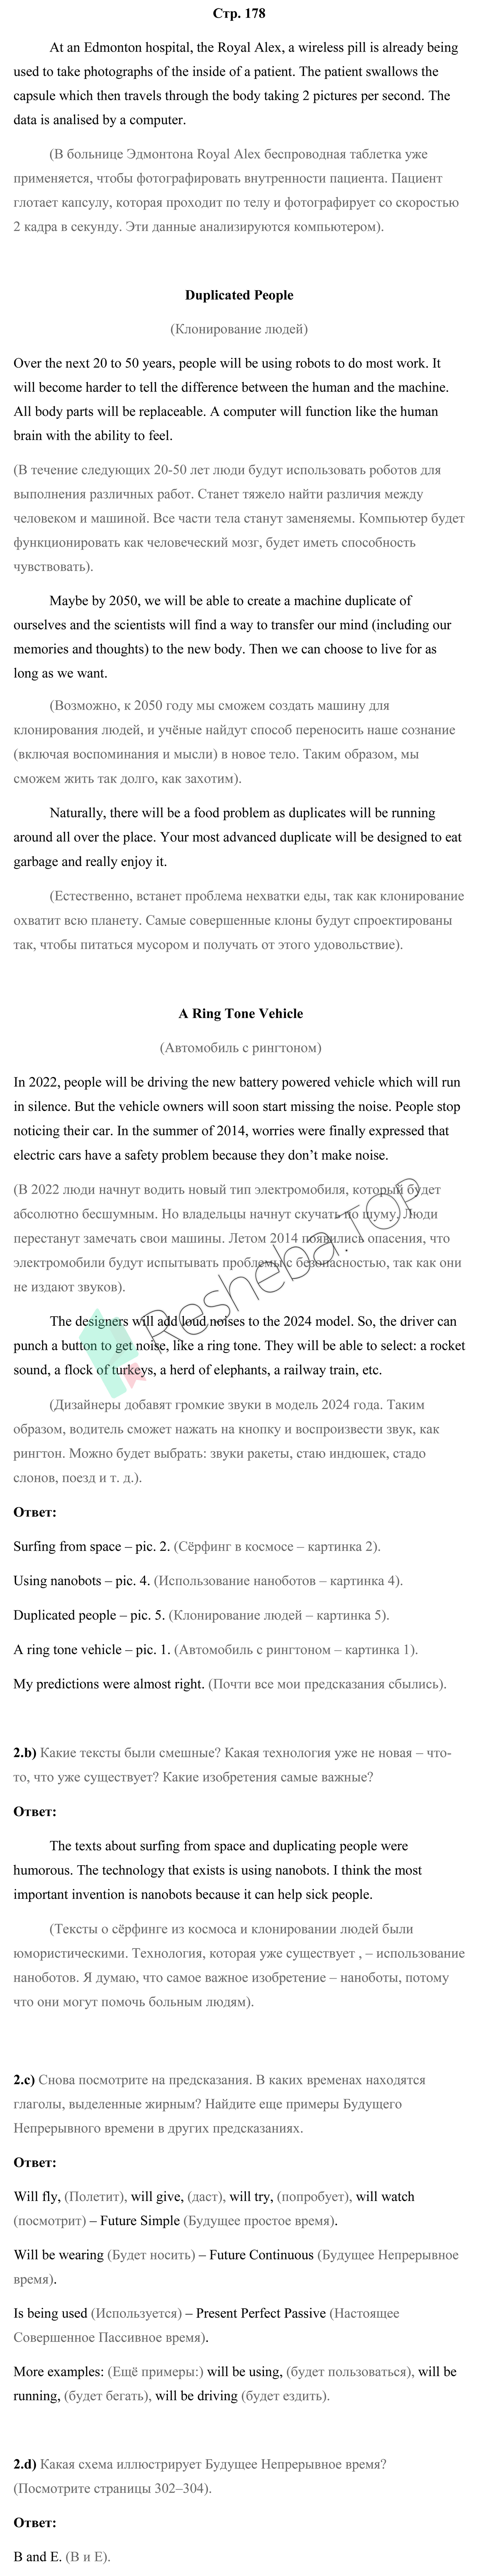 Стр. 178
At an Edmonton hospital, the Royal Alex, a wireless pill is already being
used to take photographs of the inside of a patient. The patient swallows the
capsule which then travels through the body taking 2 pictures per second. The
data is analised by a computer.
(В больнице Эдмонтона Royal Alex беспроводная таблетка уже
применяется, чтобы фотографировать внутренности пациента. Пациент
глотает капсулу, которая проходит по телу и фотографирует со скоростью
2 кадра в секунду. Эти данные анализируются компьютером).
Duplicated People
(Клонирование людей)
Over the next 20 to 50 years, people will be using robots to do most work. It
will become harder to tell the difference between the human and the machine.
All body parts will be replaceable. A computer will function like the human
brain with the ability to feel.
(В течение следующих 20-50 лет люди будут использовать роботов для
выполнения различных работ. Станет тяжело найти различия между
человеком и машиной. Все части тела станут заменяемы. Компьютер будет
функционировать как человеческий мозг, будет иметь способность
чувствовать).
Maybe by 2050, we will be able to create a machine duplicate of
ourselves and the scientists will find a way to transfer our mind (including our
memories and thoughts) to the new body. Then we can choose to live for as
long as we want.
(Возможно, к 2050 году мы сможем создать машину для
клонирования людей, и учёные найдут способ переносить наше сознание
(включая воспоминания и мысли) в новое тело. Таким образом, мы
сможем жить так долго, как захотим).
Naturally, there will be a food problem as duplicates will be running
around all over the place. Your most advanced duplicate will be designed to eat
garbage and really enjoy it.
(Естественно, встанет проблема нехватки еды, так как клонирование
охватит всю планету. Самые совершенные клоны будут спроектированы
так, чтобы питаться мусором и получать от этого удовольствие).
A Ring Tone Vehicle
(Автомобиль с рингтоном)
In 2022, people will be driving the new battery powered vehicle which will run
in silence. But the vehicle owners will soon start missing the noise. People stop
noticing their car. In the summer of 2014, worries were finally expressed that
electric cars have a safety problem because they don’t make noise.
(В 2022 люди начнут водить новый тип электромобиля, который будет
абсолютно бесшумным. Но владельцы начнут скучать по шуму. Люди
перестанут замечать свои машины. Летом 2014 появились опасения, что
электромобили будут испытывать проблемы с безопасностью, так как они
не издают звуков).
The designers will add loud noises to the 2024 model. So, the driver can
punch a button to get noise, like a ring tone. They will be able to select: a rocket
sound, a flock of turkeys, a herd of elephants, a railway train, etc.
(Дизайнеры добавят громкие звуки в модель 2024 года. Таким
образом, водитель сможет нажать на кнопку и воспроизвести звук, как
рингтон. Можно будет выбрать: звуки ракеты, стаю индюшек, стадо
слонов, поезд и т. д.).
Ответ:
Surfing from space – pic. 2. (Сёрфинг в космосе – картинка 2).
Using nanobots – pic. 4. (Использование наноботов – картинка 4).
Duplicated people – pic. 5. (Клонирование людей – картинка 5).
A ring tone vehicle – pic. 1. (Автомобиль с рингтоном – картинка 1).
My predictions were almost right. (Почти все мои предсказания сбылись).
2.b) Какие тексты были смешные? Какая технология уже не новая – что-
то, что уже существует? Какие изобретения самые важные?
Ответ:
The texts about surfing from space and duplicating people were
humorous. The technology that exists is using nanobots. I think the most
important invention is nanobots because it can help sick people.
(Тексты о сёрфинге из космоса и клонировании людей были
юмористическими. Технология, которая уже существует , – использование
наноботов. Я думаю, что самое важное изобретение – наноботы, потому
что они могут помочь больным людям).
2.c) Снова посмотрите на предсказания. В каких временах находятся
глаголы, выделенные жирным? Найдите еще примеры Будущего
Непрерывного времени в других предсказаниях.
Ответ:
Will fly, (Полетит), will give, (даст), will try, (попробует), will watch
(посмотрит) – Future Simple (Будущее простое время).
Will be wearing (Будет носить) – Future Continuous (Будущее Непрерывное
время).
Is being used (Используется) – Present Perfect Passive (Настоящее
Совершенное Пассивное время).
More examples: (Ещё примеры:) will be using, (будет пользоваться), will be
running, (будет бегать), will be driving (будет ездить).
2.d) Какая схема иллюстрирует Будущее Непрерывное время?
(Посмотрите страницы 302–304).
Ответ:
B and E. (В и Е).
Resheba.TOP